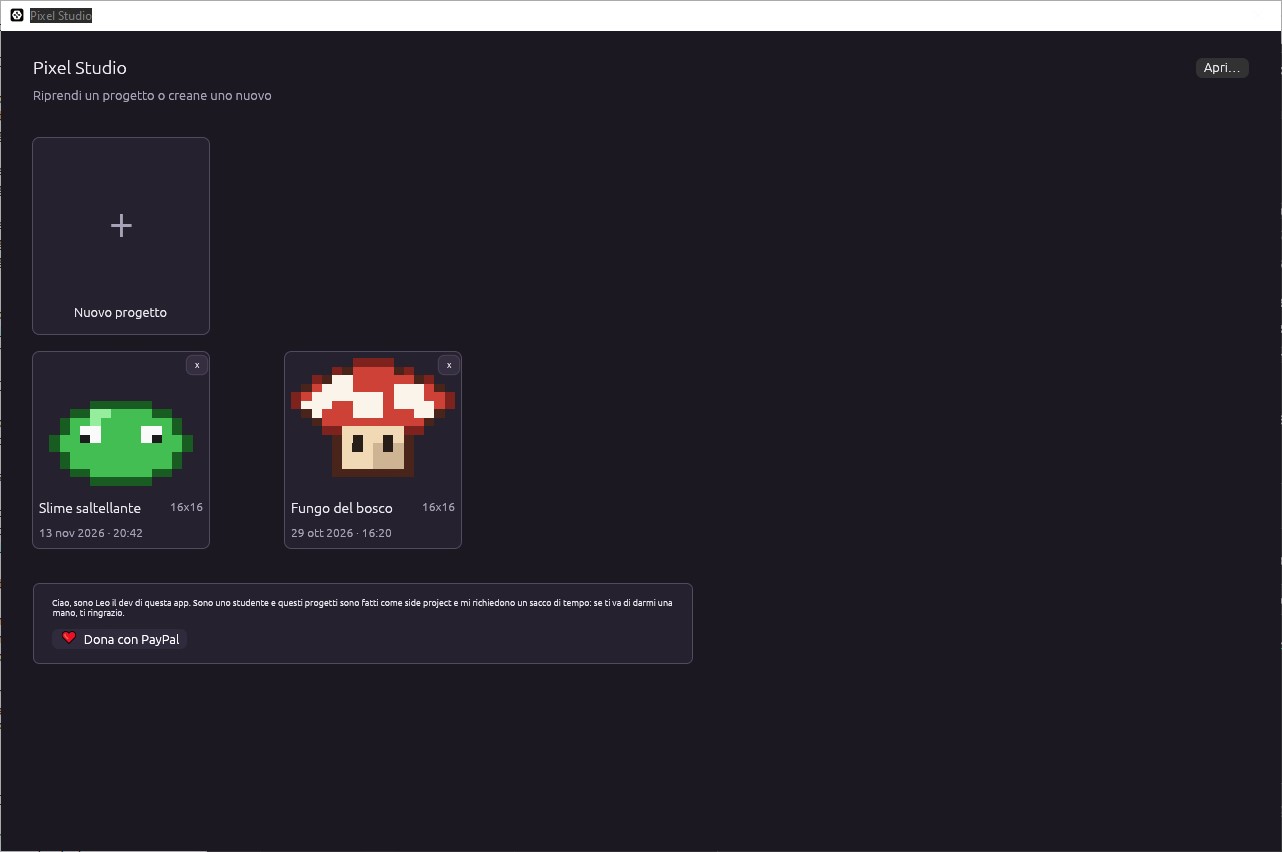 Pixel Studio
Pixel Studio
Apri...
Riprendi un progetto o creane uno nuovo
+
Nuovo progetto
x
x
Slime saltellante 16x16
13 nov 2026 · 20:42
Fungo del bosco 16x16
29 ott 2026 · 16:20
Ciao, sono Leo il dev di questa app. Sono uno studente e questi progetti sono fatti come side project e mi richiedono un sacco di tempo: se ti va di darmi una
mano, ti ringrazio.
Dona con PayPal